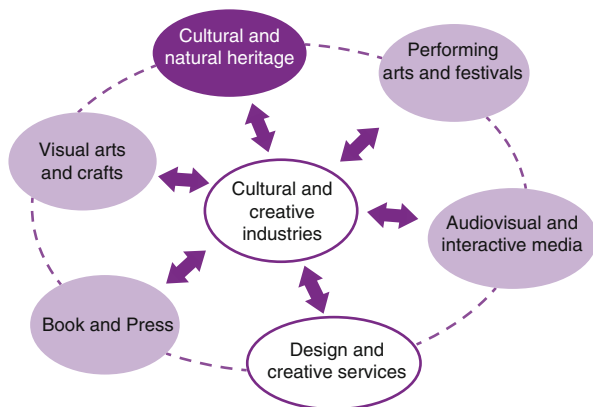 Cultural and
natural heritage
Performing
arts and festivals
Visual arts
and crafts
Cultural and
creative
industries
Audiovisual and
interactive media
Book and Press
Design and
creative services